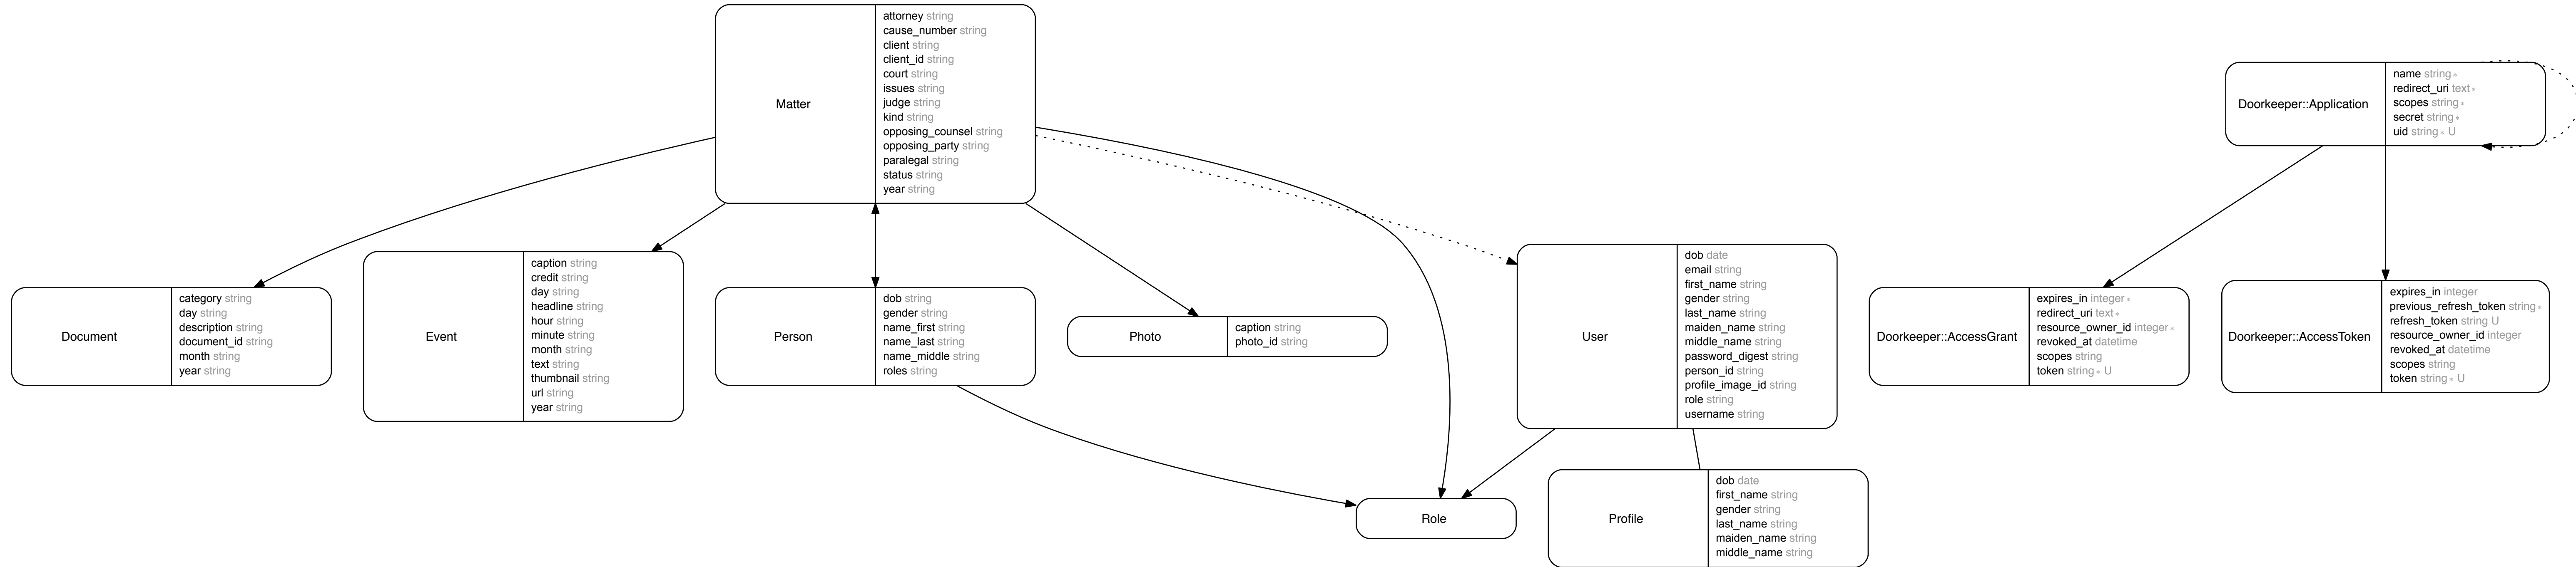 Matter
attorney string
cause_number string
client string
client_id string
court string
issues string
judge string
kind string
opposing_counsel string
opposing_party string
paralegal string
status string
year string
Doorkeeper::Application
name string∗
redirect_uri text∗
scopes string∗
secret string∗
uid string∗ U
Document
category string
day string
description string
document_id string
month string
year string
Event
caption string
credit string
day string
headline string
hour string
minute string
month string
text string
thumbnail string
url string
year string
Person
dob string
gender string
name_first string
name_last string
name_middle string
roles string
Photo
caption string
photo_id string
User
dob date
email string
first_name string
gender string
last_name string
maiden_name string
middle_name string
password_digest string
person_id string
profile_image_id string
role string
username string
Doorkeeper::AccessGrant
expires_in integer∗
redirect_uri text∗
resource_owner_id integer∗
revoked_at datetime
scopes string
token string∗ U
Doorkeeper::AccessToken
expires_in integer
previous_refresh_token string∗
refresh_token string U
resource_owner_id integer
revoked_at datetime
scopes string
token string∗ U
Role
Profile
dob date
first_name string
gender string
last_name string
maiden_name string
middle_name string